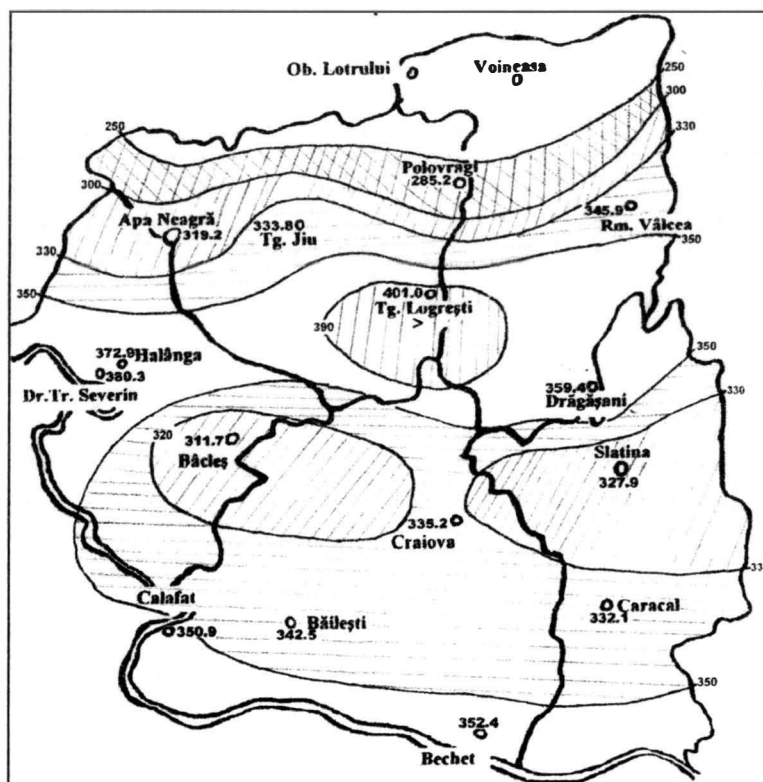 Ob. Lotrului
Voineasa
250
300
330
250
Polovragi
285.2
300
Apa Neagră
319.2
333.8
Tg. Jiu
345.9
Rm. Vâlcea
350
330
350
401.0
Tg. Logrești
>
390
372.9 Halânga
380.3
Dr. Tr. Severin
350
359.4
Drăgășani
330
320
311.7
Bâcleș
Slatina
327.9
335.2
Craiova
33
Calafat
350.9
Băilești
342.5
Caracal
332.1
350
352.4
Bechet